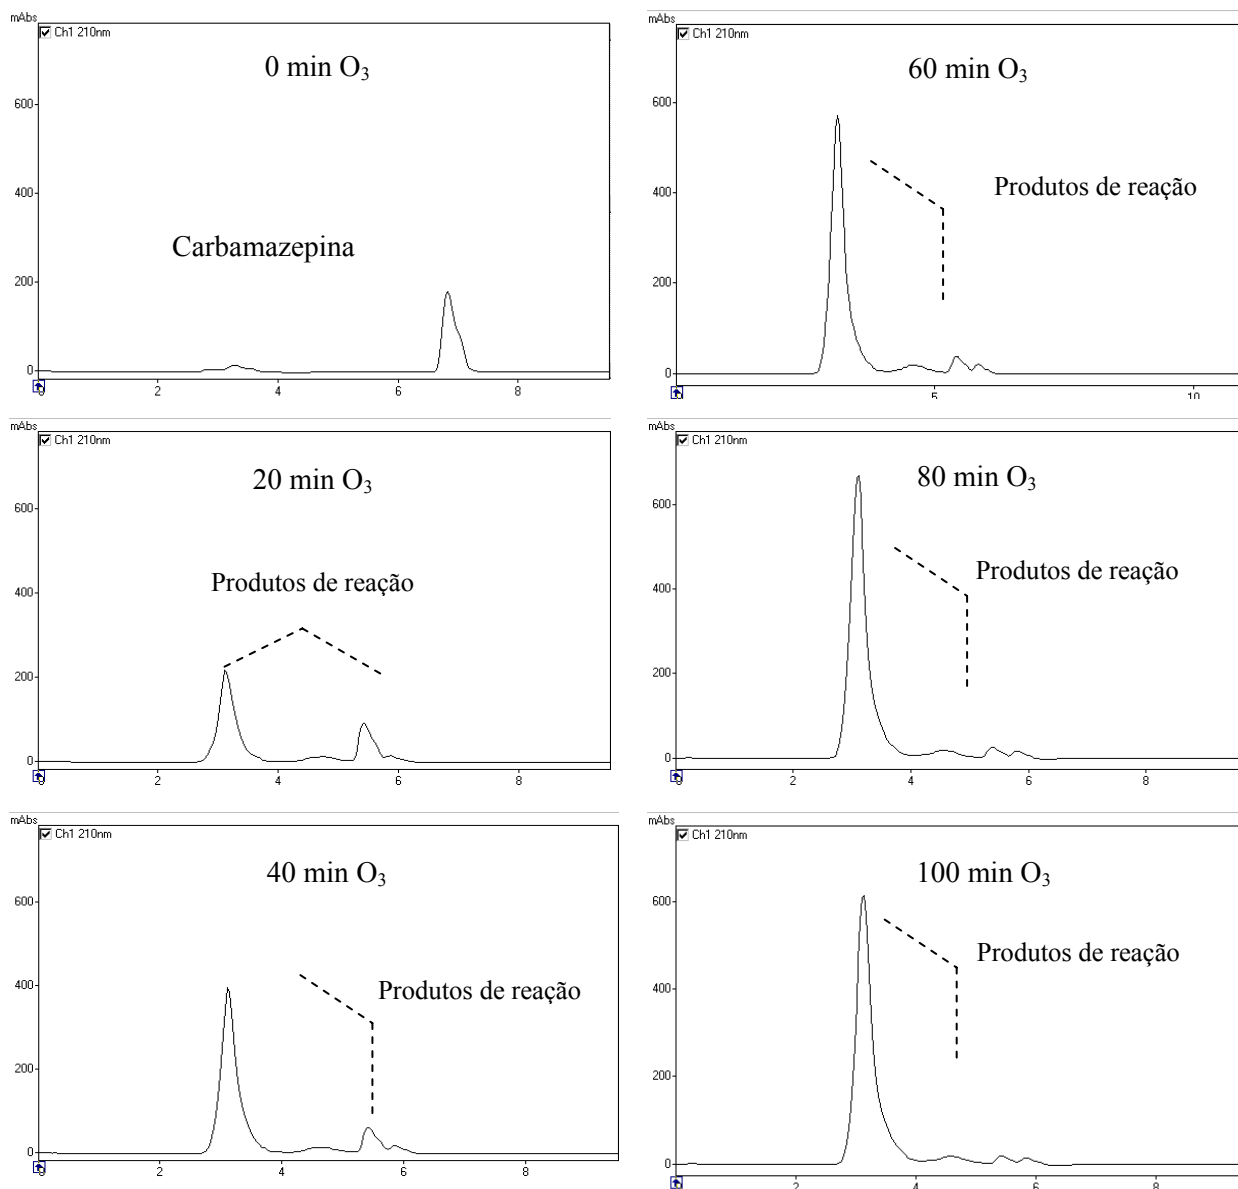 mAbs
Ch1 210nm
0 min O₃
600
400
Carbamazepina
200
0
0 2 4 6 8
mAbs
Ch1 210nm
20 min O₃
600
Produtos de reação
400
200
0
0 2 4 6 8
mAbs
Ch1 210nm
40 min O₃
600
400
Produtos de reação
200
0
0 2 4 6 8
mAbs
Ch1 210nm
60 min O₃
600
400
Produtos de reação
200
0
0 5 10
mAbs
Ch1 210nm
80 min O₃
600
Produtos de reação
400
200
0
0 2 4 6 8
mAbs
Ch1 210nm
100 min O₃
600
Produtos de reação
400
200
0
0 2 4 6 8